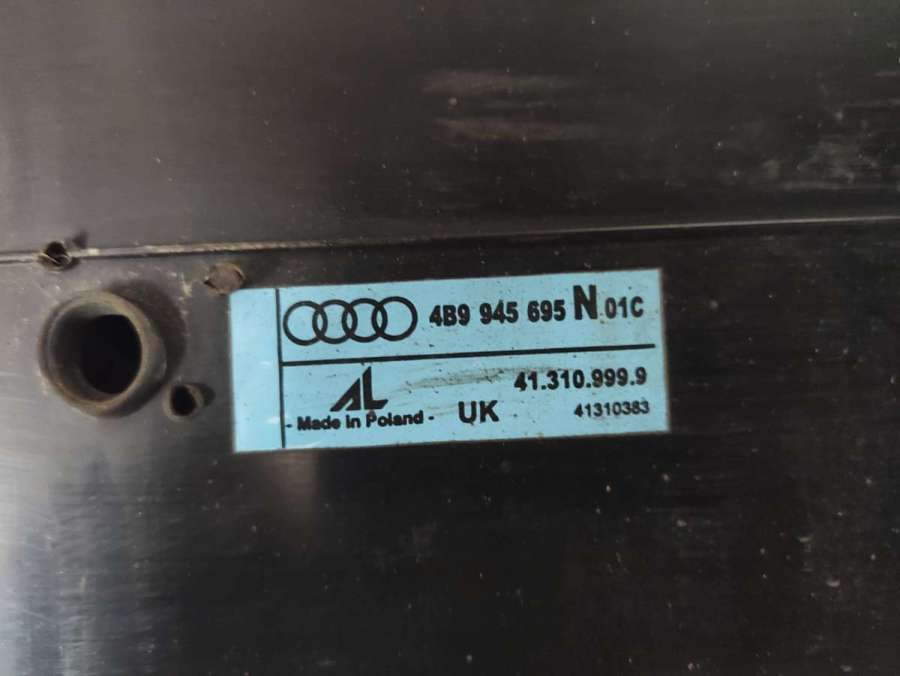 4B9 945 695 N 01C
AL 41.310.999.9
- Made in Poland - UK 41310383